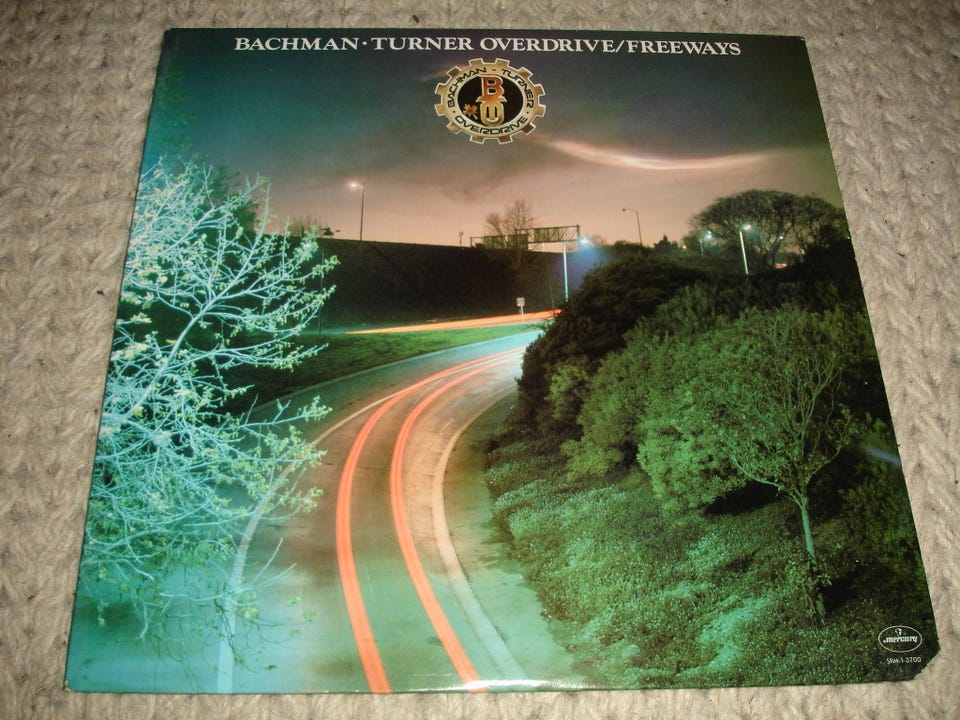 BACHMAN · TURNER OVERDRIVE/FREEWAYS
BACHMAN - TURNER
B
OVERDRIVE
mercury
SRM-1-3700